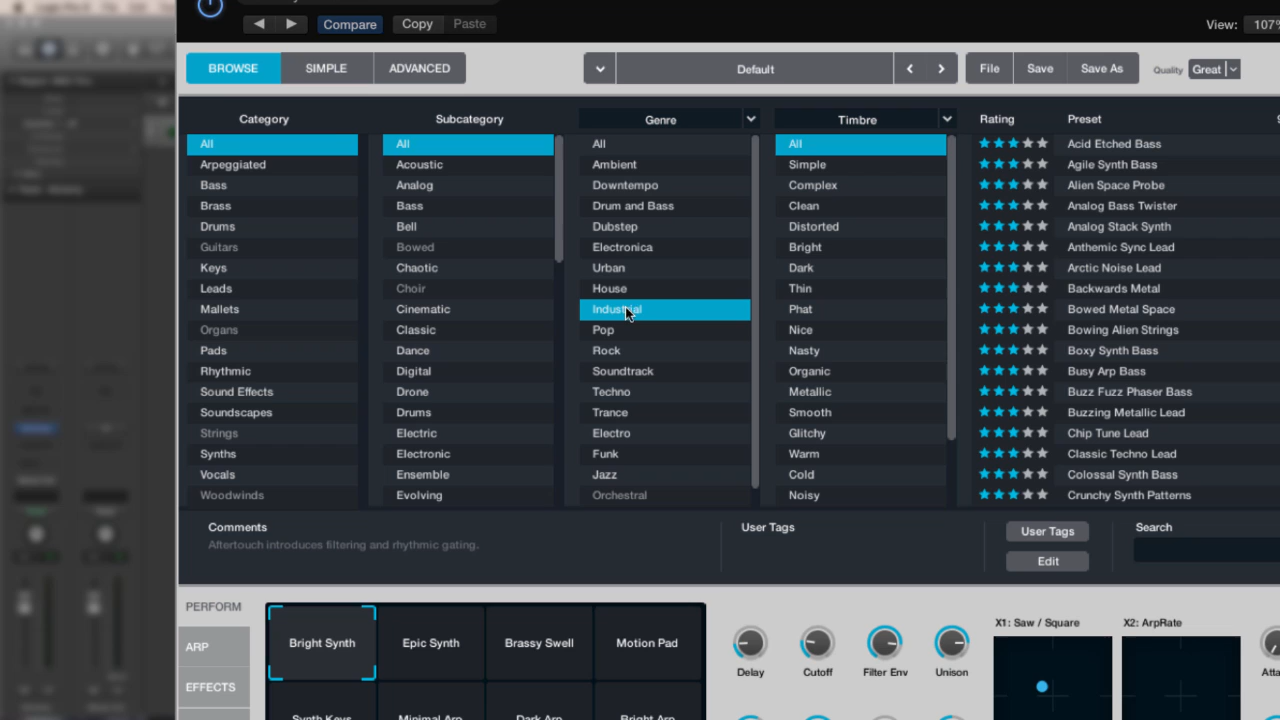 Compare Copy Paste View: 107%
BROWSE SIMPLE ADVANCED Default File Save Save As Quality Great
Category Subcategory Genre Timbre Rating Preset
All All All All Acid Etched Bass
Arpeggiated Acoustic Ambient Simple Agile Synth Bass
Bass Analog Downtempo Complex Alien Space Probe
Brass Bass Drum and Bass Clean Analog Bass Twister
Drums Bell Dubstep Distorted Analog Stack Synth
Guitars Bowed Electronica Bright Anthemic Sync Lead
Keys Chaotic Urban Dark Arctic Noise Lead
Leads Choir House Thin Backwards Metal
Mallets Cinematic Industrial Phat Bowed Metal Space
Organs Classic Pop Nice Bowing Alien Strings
Pads Dance Rock Nasty Boxy Synth Bass
Rhythmic Digital Soundtrack Organic Busy Arp Bass
Sound Effects Drone Techno Metallic Buzz Fuzz Phaser Bass
Soundscapes Drums Trance Smooth Buzzing Metallic Lead
Strings Electric Electro Glitchy Chip Tune Lead
Synths Electronic Funk Warm Classic Techno Lead
Vocals Ensemble Jazz Cold Colossal Synth Bass
Woodwinds Evolving Orchestral Noisy Crunchy Synth Patterns
Comments User Tags User Tags Search
Aftertouch introduces filtering and rhythmic gating.
Edit
PERFORM
X1: Saw / Square X2: ArpRate
ARP Bright Synth Epic Synth Brassy Swell Motion Pad
Delay Cutoff Filter Env Unison
EFFECTS
Synth Keys Minimal Arp Dark Arp Bright Arp